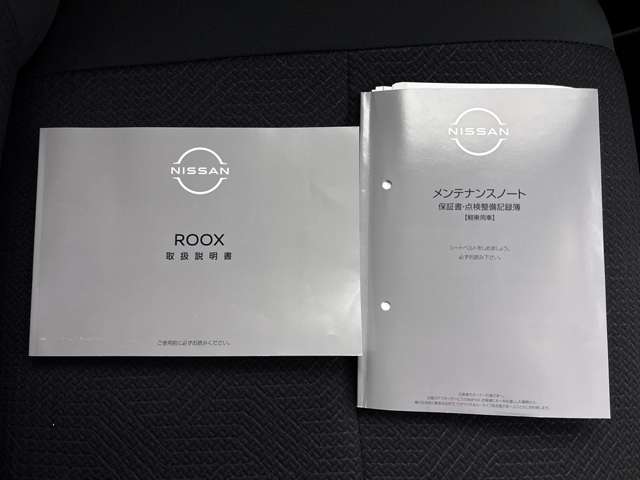 NISSAN
ROOX
取扱説明書
ご使用前に必ずお読みください。
NISSAN
メンテナンスノート
保証書・点検整備記録簿
【軽乗用車】
シートベルトをしめましょう。
必ずお読み下さい。